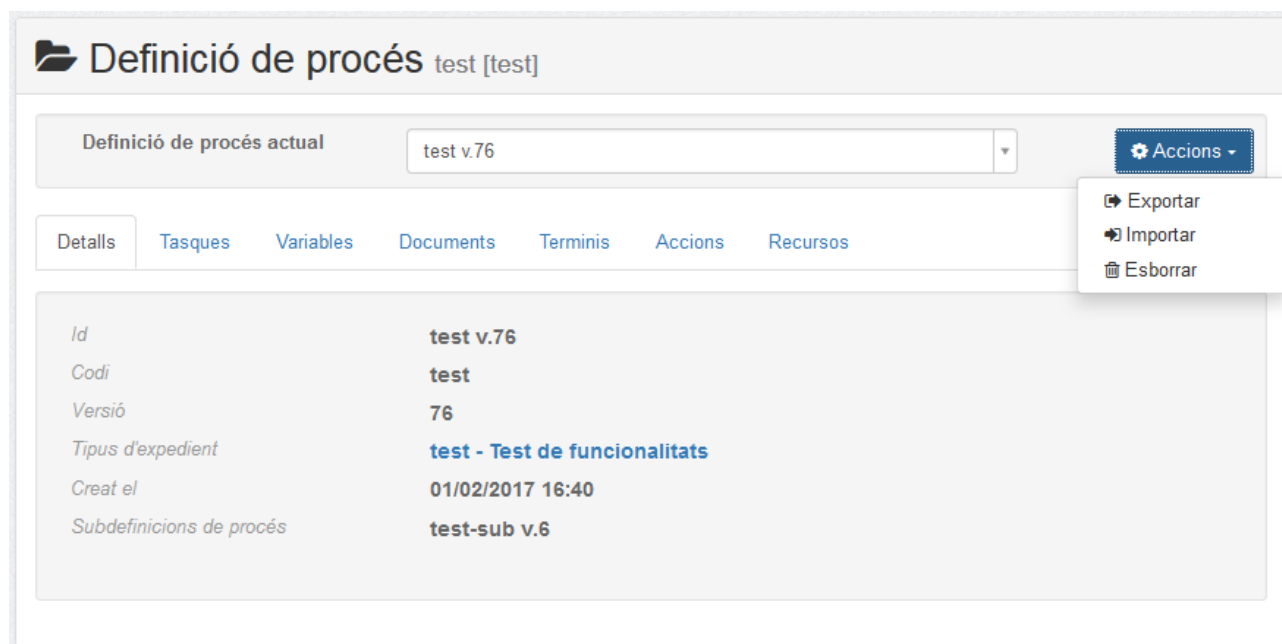 Definició de procés test [test]
Definició de procés actual
test v.76
Accions
Exportar
Importar
Esborrar
Detalls Tasques Variables Documents Terminis Accions Recursos
Id test v.76
Codi test
Versió 76
Tipus d'expedient test - Test de funcionalitats
Creat el 01/02/2017 16:40
Subdefinicions de procés test-sub v.6